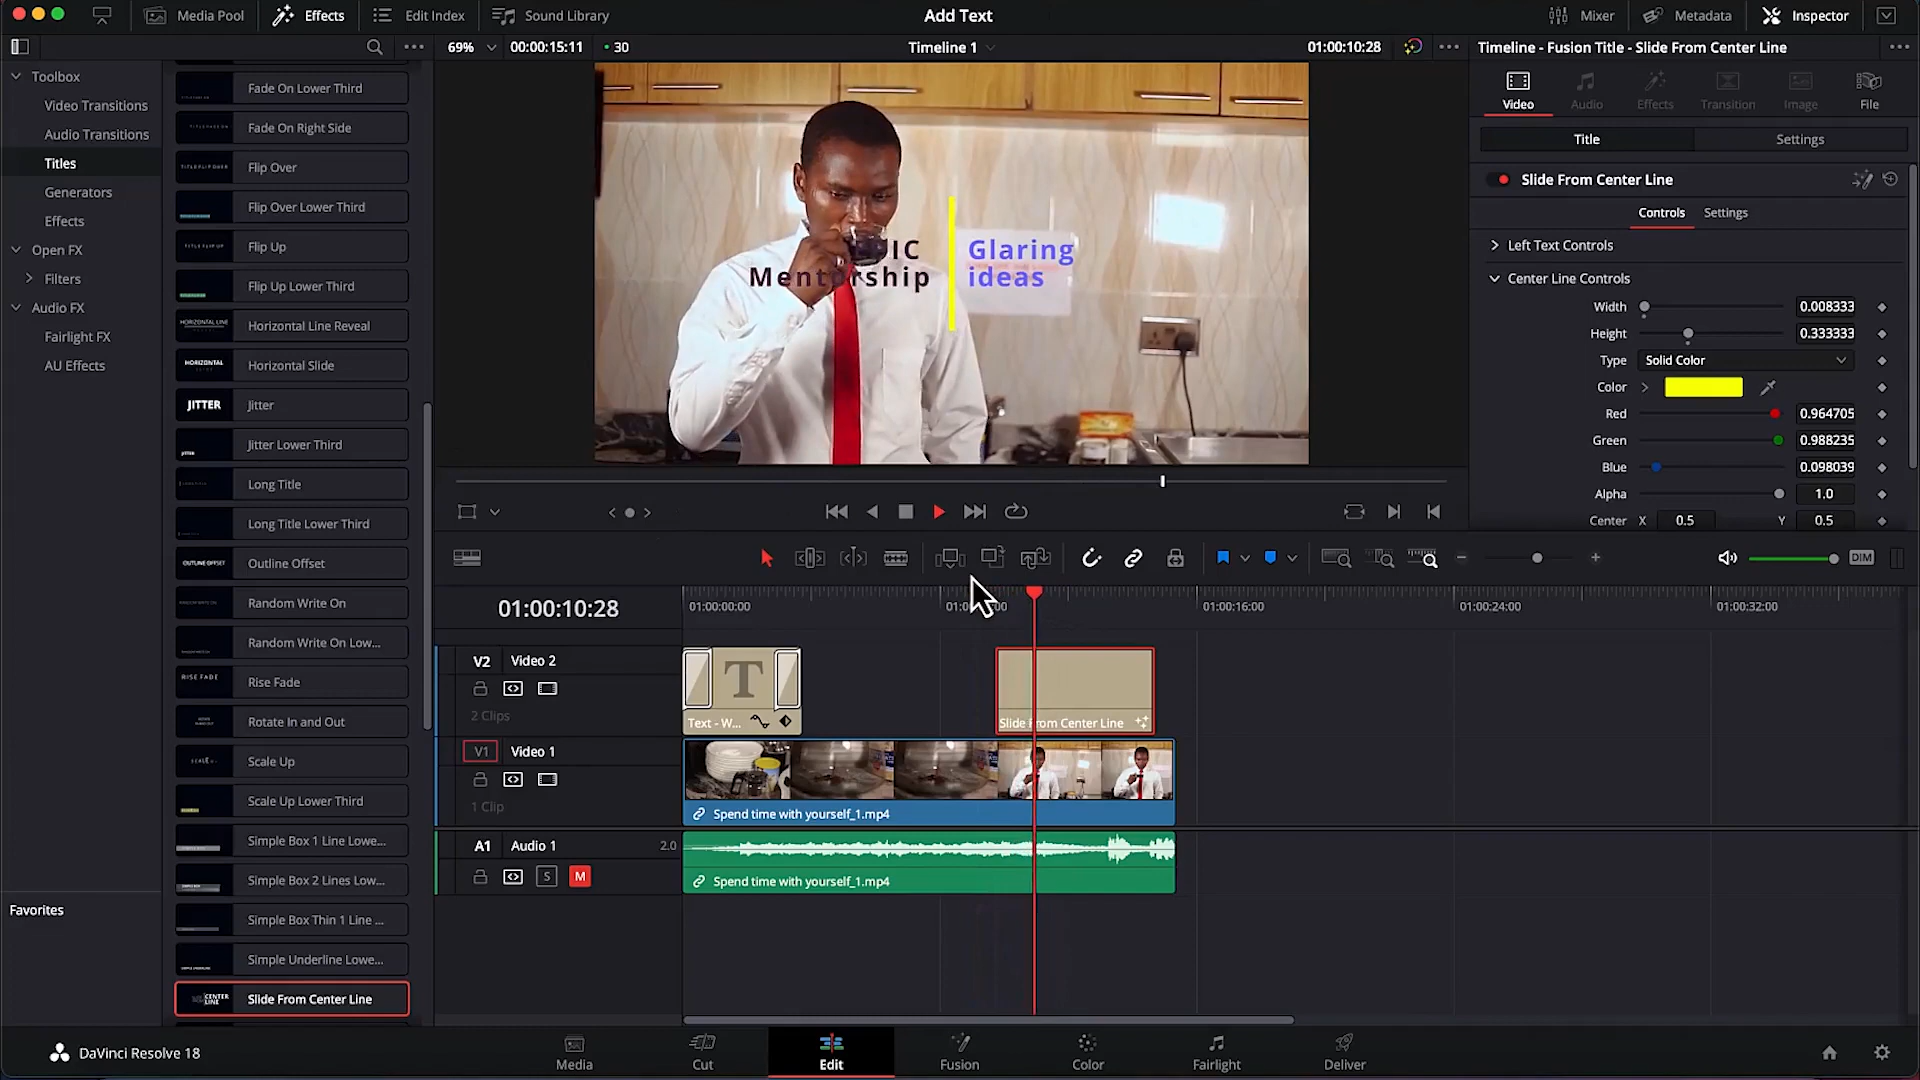 Media Pool
Effects
Edit Index
Sound Library
Add Text
Mixer
Metadata
Inspector
69%
00:00:15:11
30
Timeline 1
01:00:10:28
Timeline - Fusion Title - Slide From Center Line
Toolbox
Video Transitions
Audio Transitions
Titles
Generators
Effects
Open FX
Filters
Audio FX
Fairlight FX
AU Effects
Favorites
Fade On Lower Third
Fade On Right Side
Flip Over
Flip Over Lower Third
Flip Up
Flip Up Lower Third
Horizontal Line Reveal
HORIZONTAL
Horizontal Slide
JITTER
Jitter
Jitter Lower Third
Long Title
Long Title Lower Third
OUTLINE OFFSET
Outline Offset
Random Write On
Random Write On Low...
RISE FADE
Rise Fade
Rotate In and Out
Scale Up
Scale Up Lower Third
Simple Box 1 Line Lowe...
Simple Box 2 Lines Low...
Simple Box Thin 1 Line ...
Simple Underline Lowe...
CENTER
LINE
Slide From Center Line
Mentorship
Glaring
ideas
Video
Audio
Effects
Transition
Image
File
Title
Settings
Slide From Center Line
Controls
Settings
Left Text Controls
Center Line Controls
Width 0.008333
Height 0.333333
Type Solid Color
Color
Red 0.964705
Green 0.988235
Blue 0.098039
Alpha 1.0
Center X 0.5 Y 0.5
DIM
01:00:10:28
01:00:00:00
01:00:16:00
01:00:24:00
01:00:32:00
V2 Video 2
2 Clips
T
Text - W...
Slide From Center Line
V1 Video 1
1 Clip
Spend time with yourself_1.mp4
A1 Audio 1 2.0
S M
Spend time with yourself_1.mp4
DaVinci Resolve 18
Media
Cut
Edit
Fusion
Color
Fairlight
Deliver